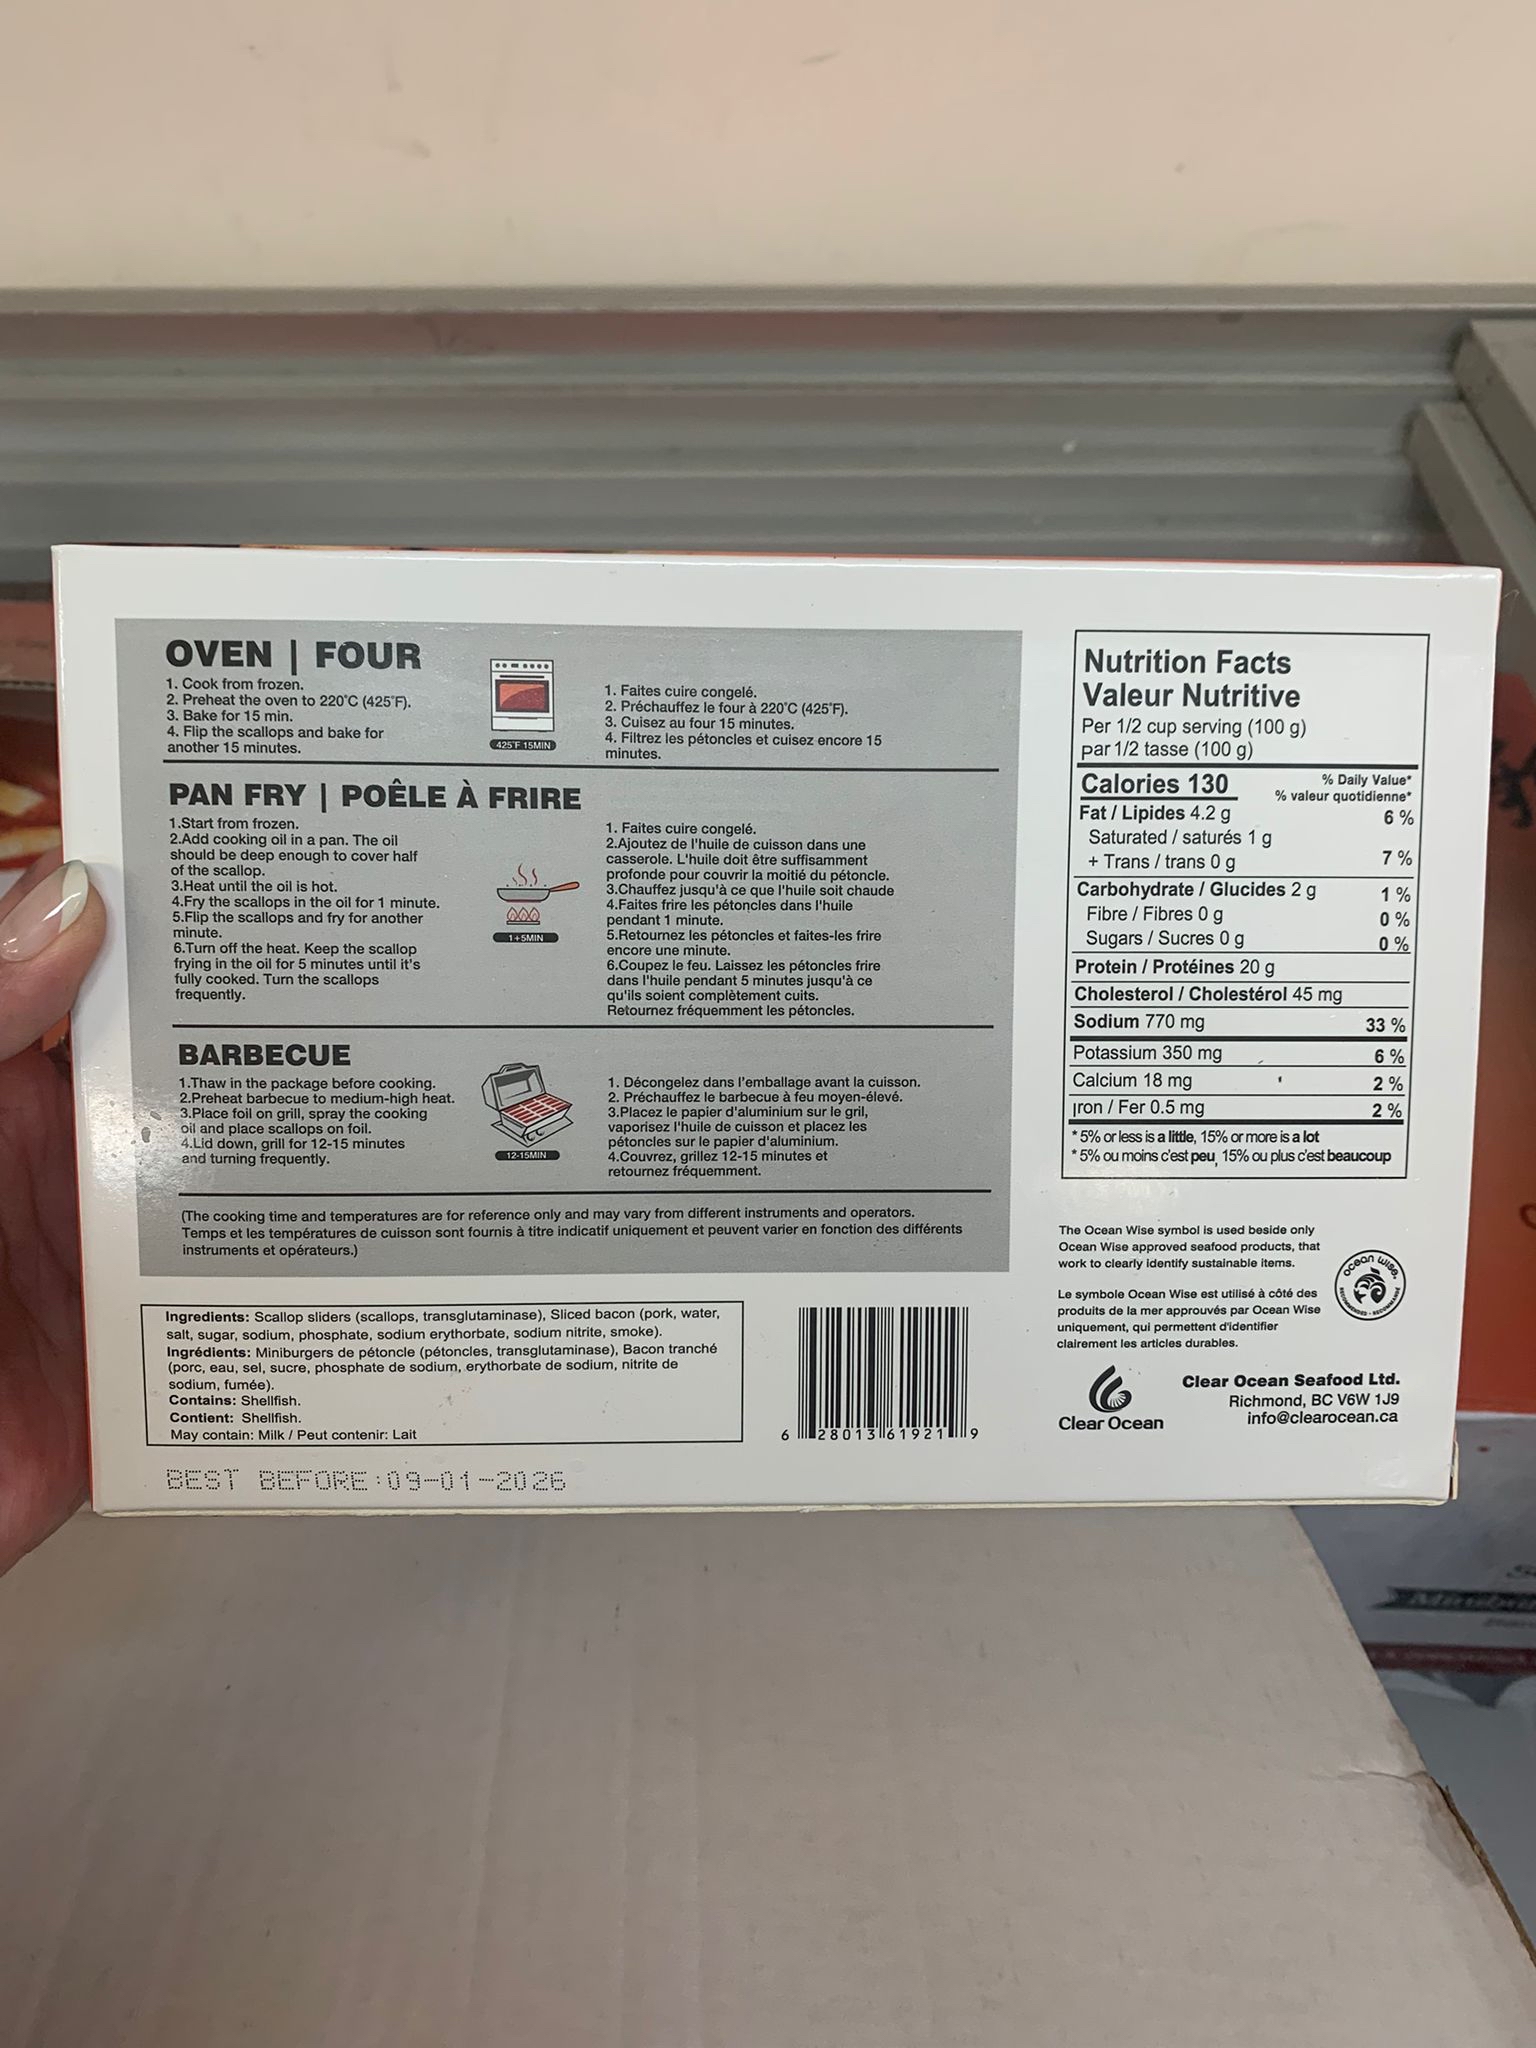 OVEN | FOUR
1. Cook from frozen.
2. Preheat the oven to 220°C (425°F).
3. Bake for 15 min.
4. Flip the scallops and bake for
another 15 minutes.
425°F 15MIN
1. Faites cuire congelé.
2. Préchauffez le four à 220°C (425°F).
3. Cuisez au four 15 minutes.
4. Filtrez les pétoncles et cuisez encore 15
minutes.
PAN FRY | POÊLE À FRIRE
1.Start from frozen.
2.Add cooking oil in a pan. The oil
should be deep enough to cover half
of the scallop.
3.Heat until the oil is hot.
4.Fry the scallops in the oil for 1 minute.
5.Flip the scallops and fry for another
minute.
6.Turn off the heat. Keep the scallop
frying in the oil for 5 minutes until it's
fully cooked. Turn the scallops
frequently.
1+5MIN
1. Faites cuire congelé.
2.Ajoutez de l'huile de cuisson dans une
casserole. L'huile doit être suffisamment
profonde pour couvrir la moitié du pétoncle.
3.Chauffez jusqu'à ce que l'huile soit chaude
4.Faites frire les pétoncles dans l'huile
pendant 1 minute.
5.Retournez les pétoncles et faites-les frire
encore une minute.
6.Coupez le feu. Laissez les pétoncles frire
dans l'huile pendant 5 minutes jusqu'à ce
qu'ils soient complètement cuits.
Retournez fréquemment les pétoncles.
BARBECUE
1.Thaw in the package before cooking.
2.Preheat barbecue to medium-high heat.
3.Place foil on grill, spray the cooking
oil and place scallops on foil.
4.Lid down, grill for 12-15 minutes
and turning frequently.
12-15MIN
1. Décongelez dans l'emballage avant la cuisson.
2. Préchauffez le barbecue à feu moyen-élevé.
3.Placez le papier d'aluminium sur le gril,
vaporisez l'huile de cuisson et placez les
pétoncles sur le papier d'aluminium.
4.Couvrez, grillez 12-15 minutes et
retournez fréquemment.
(The cooking time and temperatures are for reference only and may vary from different instruments and operators.
Temps et les températures de cuisson sont fournis à titre indicatif uniquement et peuvent varier en fonction des différents
instruments et opérateurs.)
Ingredients: Scallop sliders (scallops, transglutaminase), Sliced bacon (pork, water,
salt, sugar, sodium, phosphate, sodium erythorbate, sodium nitrite, smoke).
Ingrédients: Miniburgers de pétoncle (pétoncles, transglutaminase), Bacon tranché
(porc, eau, sel, sucre, phosphate de sodium, erythorbate de sodium, nitrite de
sodium, fumée).
Contains: Shellfish.
Contient: Shellfish.
May contain: Milk / Peut contenir: Lait
BEST BEFORE:09-01-2026
6 28013 61921 9
Nutrition Facts
Valeur Nutritive
Per 1/2 cup serving (100 g)
par 1/2 tasse (100 g)
Calories 130 % Daily Value*
% valeur quotidienne*
Fat / Lipides 4.2 g 6 %
Saturated / saturés 1 g
+ Trans / trans 0 g 7 %
Carbohydrate / Glucides 2 g 1 %
Fibre / Fibres 0 g 0 %
Sugars / Sucres 0 g 0 %
Protein / Protéines 20 g
Cholesterol / Cholestérol 45 mg
Sodium 770 mg 33 %
Potassium 350 mg 6 %
Calcium 18 mg 2 %
Iron / Fer 0.5 mg 2 %
* 5% or less is a little, 15% or more is a lot
* 5% ou moins c'est peu, 15% ou plus c'est beaucoup
The Ocean Wise symbol is used beside only
Ocean Wise approved seafood products, that
work to clearly identify sustainable items.
Le symbole Ocean Wise est utilisé à côté des
produits de la mer approuvés par Ocean Wise
uniquement, qui permettent d'identifier
clairement les articles durables.
ocean wise.
RECOMMENDED · RECOMMANDÉ
Clear Ocean
Clear Ocean Seafood Ltd.
Richmond, BC V6W 1J9
info@clearocean.ca